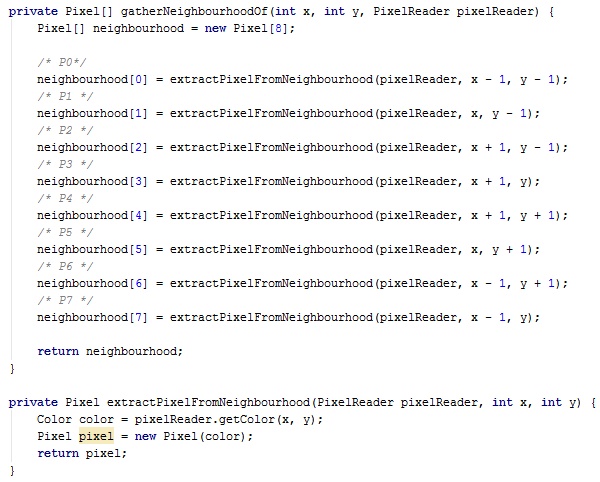 private Pixel[] gatherNeighbourhoodOf(int x, int y, PixelReader pixelReader) {
    Pixel[] neighbourhood = new Pixel[8];

    /* P0*/
    neighbourhood[0] = extractPixelFromNeighbourhood(pixelReader, x - 1, y - 1);
    /* P1 */
    neighbourhood[1] = extractPixelFromNeighbourhood(pixelReader, x, y - 1);
    /* P2 */
    neighbourhood[2] = extractPixelFromNeighbourhood(pixelReader, x + 1, y - 1);
    /* P3 */
    neighbourhood[3] = extractPixelFromNeighbourhood(pixelReader, x + 1, y);
    /* P4 */
    neighbourhood[4] = extractPixelFromNeighbourhood(pixelReader, x + 1, y + 1);
    /* P5 */
    neighbourhood[5] = extractPixelFromNeighbourhood(pixelReader, x, y + 1);
    /* P6 */
    neighbourhood[6] = extractPixelFromNeighbourhood(pixelReader, x - 1, y + 1);
    /* P7 */
    neighbourhood[7] = extractPixelFromNeighbourhood(pixelReader, x - 1, y);

    return neighbourhood;
}

private Pixel extractPixelFromNeighbourhood(PixelReader pixelReader, int x, int y) {
    Color color = pixelReader.getColor(x, y);
    Pixel pixel = new Pixel(color);
    return pixel;
}